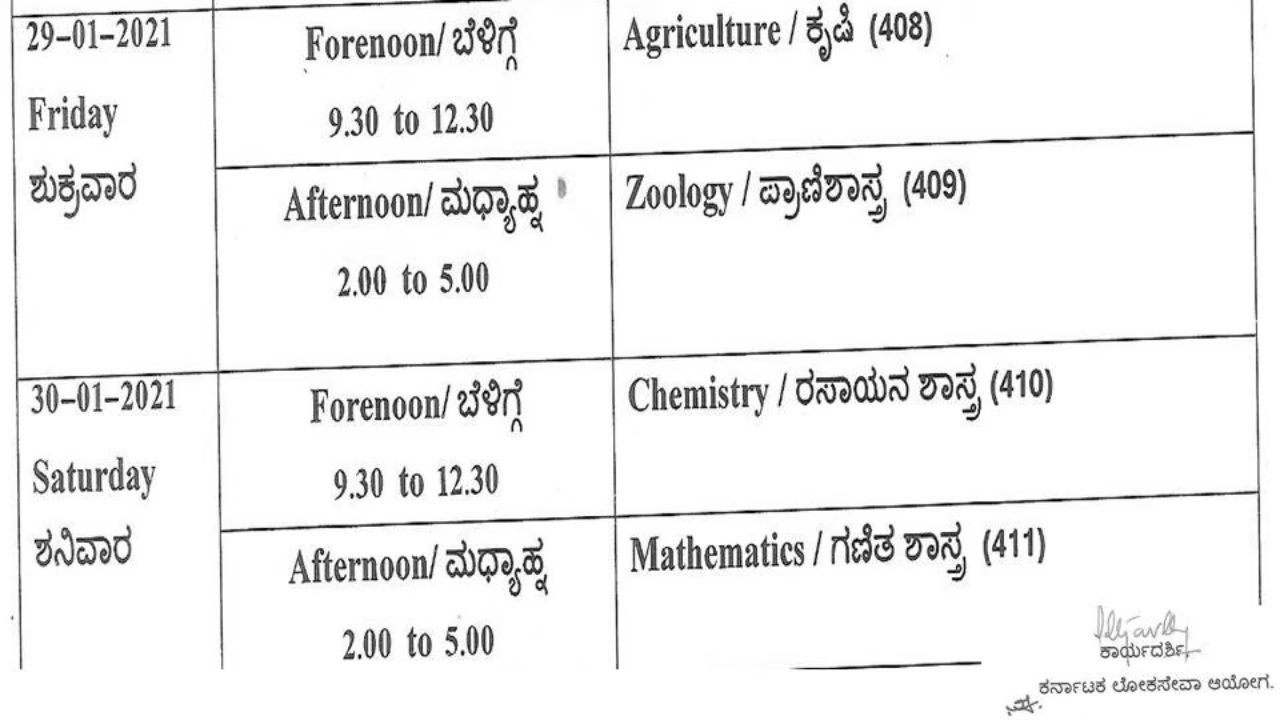 29-01-2021
Friday
ಶುಕ್ರವಾರ
Forenoon/ ಬೆಳಿಗ್ಗೆ
9.30 to 12.30
Agriculture / ಕೃಷಿ (408)
Afternoon/ ಮಧ್ಯಾಹ್ನ
2.00 to 5.00
Zoology / ಪ್ರಾಣಿಶಾಸ್ತ್ರ (409)
30-01-2021
Saturday
ಶನಿವಾರ
Forenoon/ ಬೆಳಿಗ್ಗೆ
9.30 to 12.30
Chemistry / ರಸಾಯನ ಶಾಸ್ತ್ರ (410)
Afternoon/ ಮಧ್ಯಾಹ್ನ
2.00 to 5.00
Mathematics / ಗಣಿತ ಶಾಸ್ತ್ರ (411)
ಕಾರ್ಯದರ್ಶಿ,
ಕರ್ನಾಟಕ ಲೋಕಸೇವಾ ಆಯೋಗ.